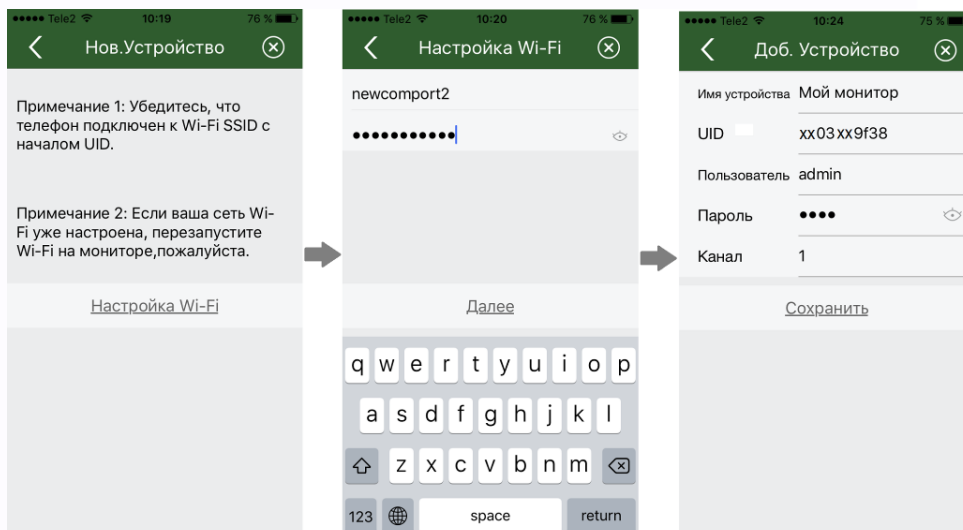 Tele2 10:19 76 %
Нов.Устройство
Примечание 1: Убедитесь, что
телефон подключен к Wi-Fi SSID с
началом UID.
Примечание 2: Если ваша сеть Wi-
Fi уже настроена, перезапустите
Wi-Fi на мониторе,пожалуйста.
Настройка Wi-Fi
Tele2 10:20 76 %
Настройка Wi-Fi
newcomport2
•••••••••••
Далее
q w e r t y u i o p
a s d f g h j k l
z x c v b n m
123 space return
Tele2 10:24 75 %
Доб. Устройство
Имя устройства Мой монитор
UID xx03xx9f38
Пользователь admin
Пароль ••••
Канал 1
Сохранить